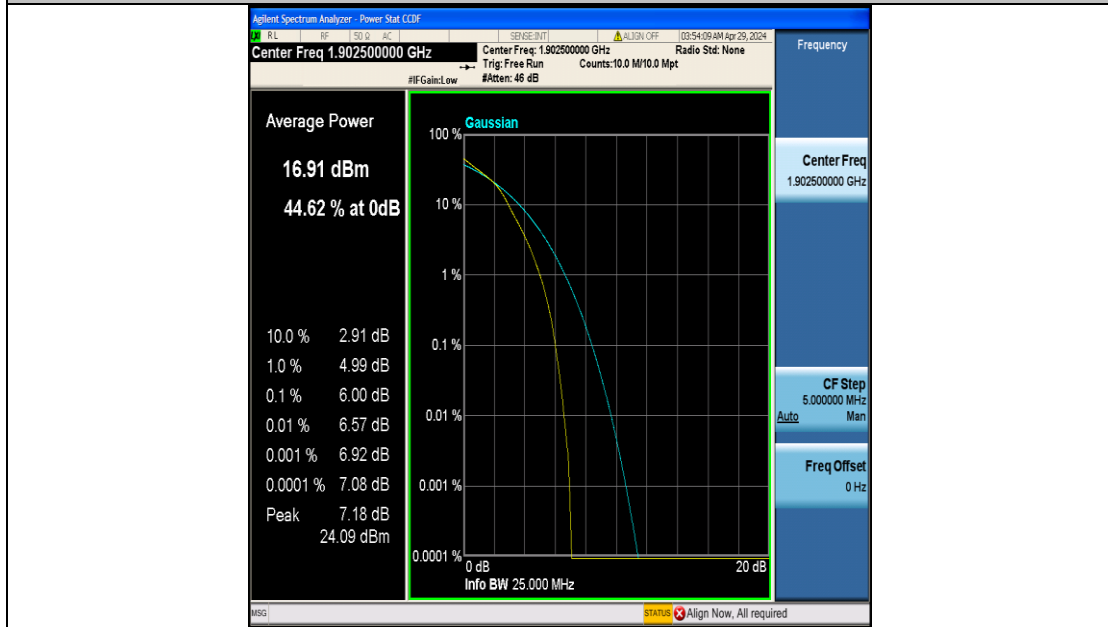 Agilent Spectrum Analyzer - Power Stat CCDF
RL RF 50 Ω AC SENSE:INT ALIGN OFF 03:54:09 AM Apr 29, 2024
Center Freq 1.902500000 GHz
Center Freq: 1.902500000 GHz Radio Std: None
Trig: Free Run Counts:10.0 M/10.0 Mpt
#IFGain:Low #Atten: 46 dB
Frequency
Average Power
16.91 dBm
44.62 % at 0dB
10.0 % 2.91 dB
1.0 % 4.99 dB
0.1 % 6.00 dB
0.01 % 6.57 dB
0.001 % 6.92 dB
0.0001 % 7.08 dB
Peak 7.18 dB
24.09 dBm
Gaussian
100 %
10 %
1 %
0.1 %
0.01 %
0.001 %
0.0001 %
0 dB 20 dB
Info BW 25.000 MHz
Center Freq
1.902500000 GHz
CF Step
5.000000 MHz
Auto Man
Freq Offset
0 Hz
MSG STATUS Align Now, All required